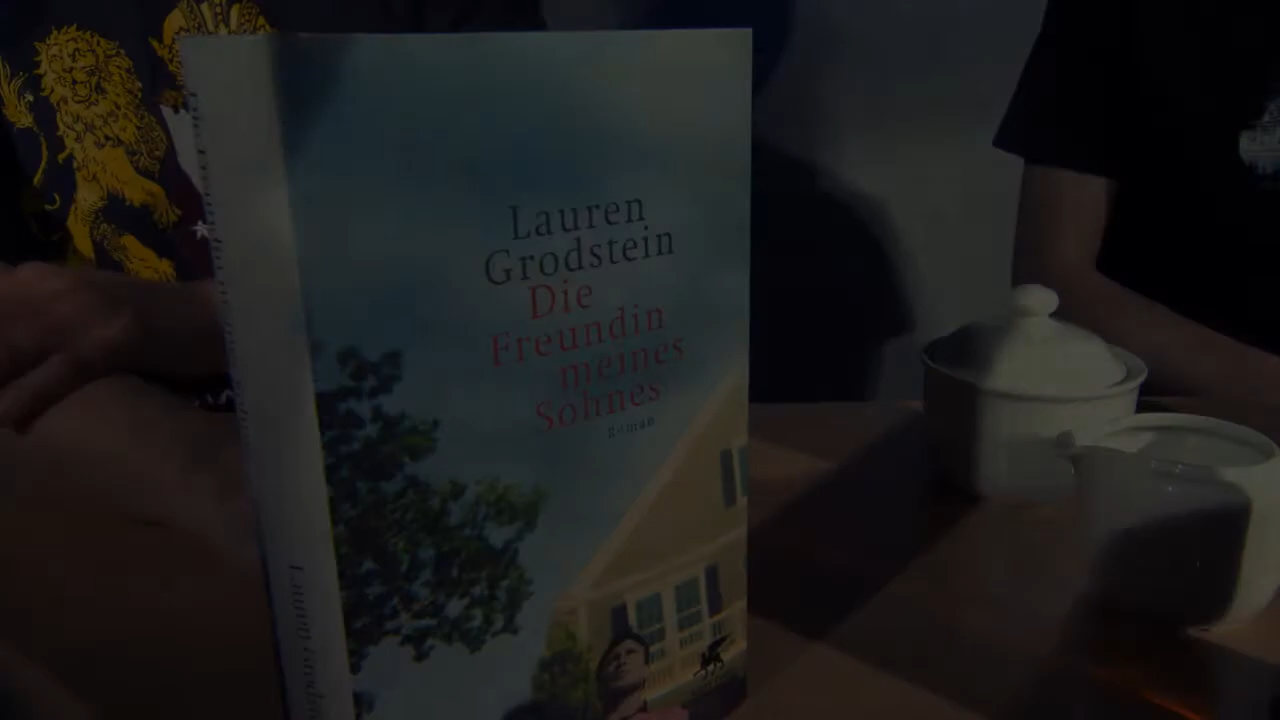 Lauren
Grodstein
Die
Freundin
meines
Sohnes
Roman